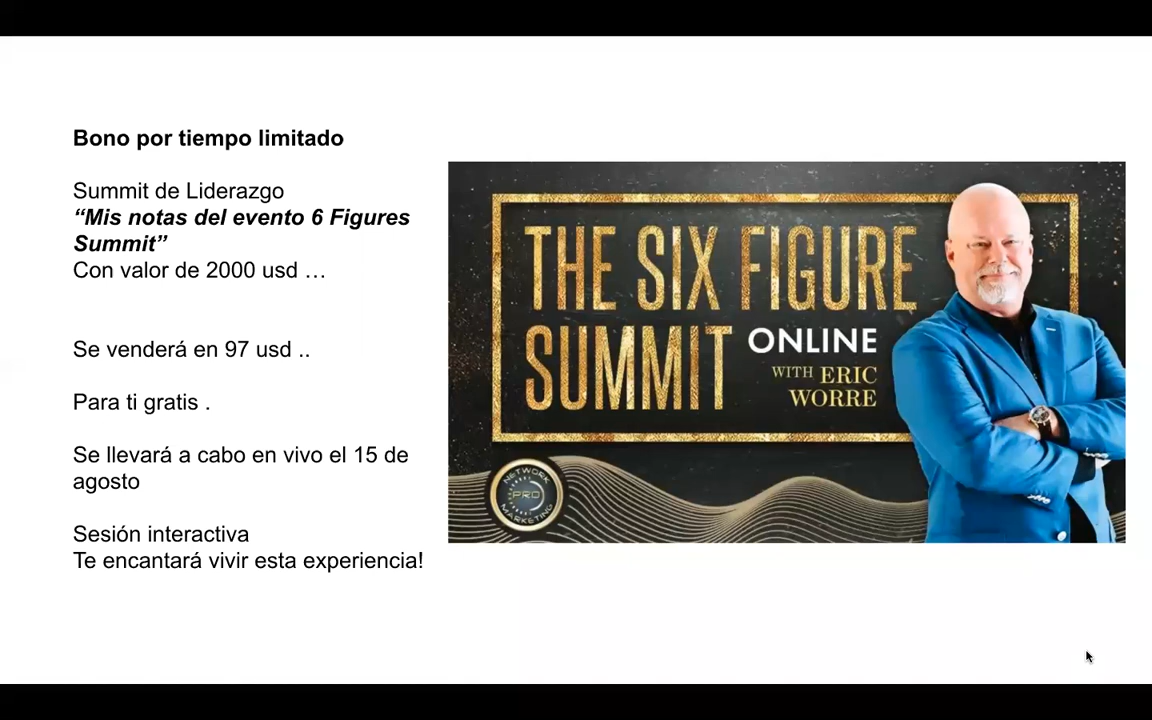 Bono por tiempo limitado
Summit de Liderazgo
“Mis notas del evento 6 Figures
Summit”
Con valor de 2000 usd …
Se venderá en 97 usd ..
Para ti gratis .
Se llevará a cabo en vivo el 15 de
agosto
Sesión interactiva
Te encantará vivir esta experiencia!
THE SIX FIGURE
SUMMIT ONLINE
WITH ERIC
WORRE
NETWORK
PRO
MARKETING